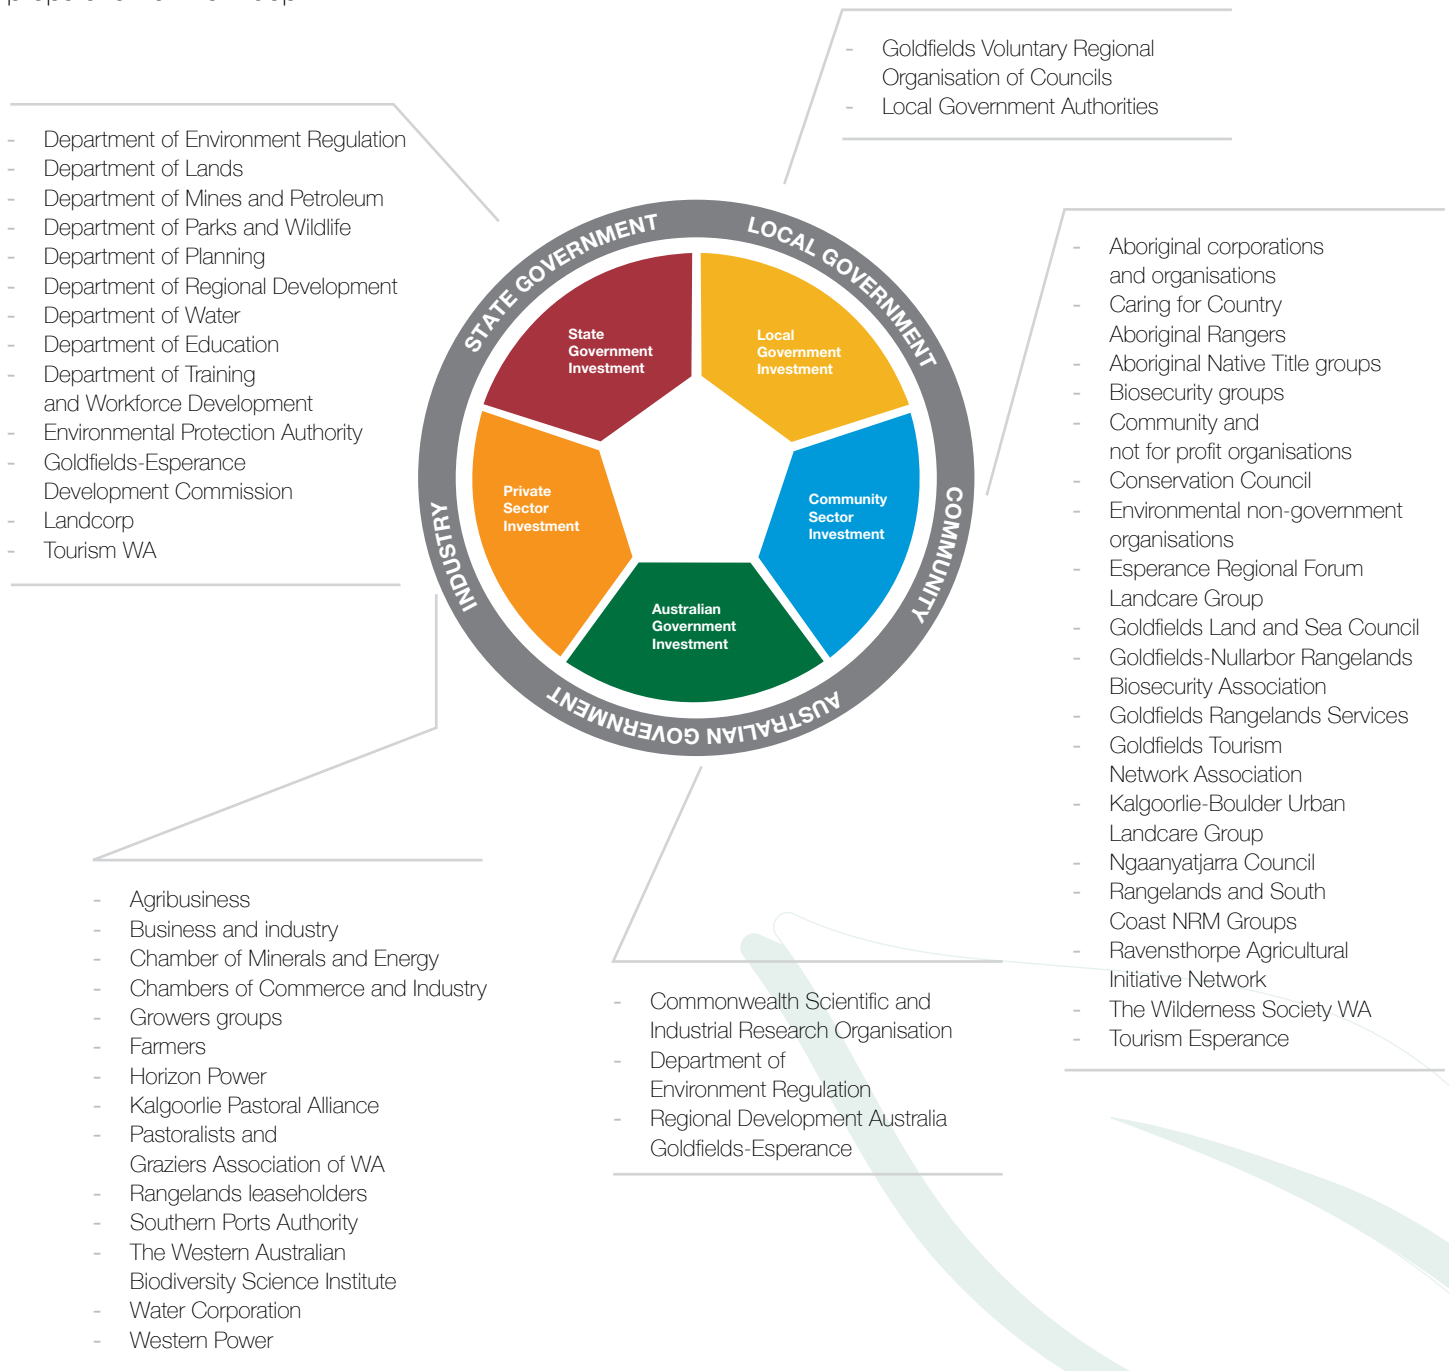 - Goldfields Voluntary Regional
Organisation of Councils
- Local Government Authorities
- Department of Environment Regulation
- Department of Lands
- Department of Mines and Petroleum
- Department of Parks and Wildlife
- Department of Planning
- Department of Regional Development
- Department of Water
- Department of Education
- Department of Training
and Workforce Development
- Environmental Protection Authority
- Goldfields-Esperance
Development Commission
- Landcorp
- Tourism WA
STATE GOVERNMENT
LOCAL GOVERNMENT
COMMUNITY
AUSTRALIAN GOVERNMENT
INDUSTRY
State
Government
Investment
Local
Government
Investment
Private
Sector
Investment
Community
Sector
Investment
Australian
Government
Investment
- Aboriginal corporations
and organisations
- Caring for Country
Aboriginal Rangers
- Aboriginal Native Title groups
- Biosecurity groups
- Community and
not for profit organisations
- Conservation Council
- Environmental non-government
organisations
- Esperance Regional Forum
Landcare Group
- Goldfields Land and Sea Council
- Goldfields-Nullarbor Rangelands
Biosecurity Association
- Goldfields Rangelands Services
- Goldfields Tourism
Network Association
- Kalgoorlie-Boulder Urban
Landcare Group
- Ngaanyatjarra Council
- Rangelands and South
Coast NRM Groups
- Ravensthorpe Agricultural
Initiative Network
- The Wilderness Society WA
- Tourism Esperance
- Agribusiness
- Business and industry
- Chamber of Minerals and Energy
- Chambers of Commerce and Industry
- Growers groups
- Farmers
- Horizon Power
- Kalgoorlie Pastoral Alliance
- Pastoralists and
Graziers Association of WA
- Rangelands leaseholders
- Southern Ports Authority
- The Western Australian
Biodiversity Science Institute
- Water Corporation
- Western Power
- Commonwealth Scientific and
Industrial Research Organisation
- Department of
Environment Regulation
- Regional Development Australia
Goldfields-Esperance